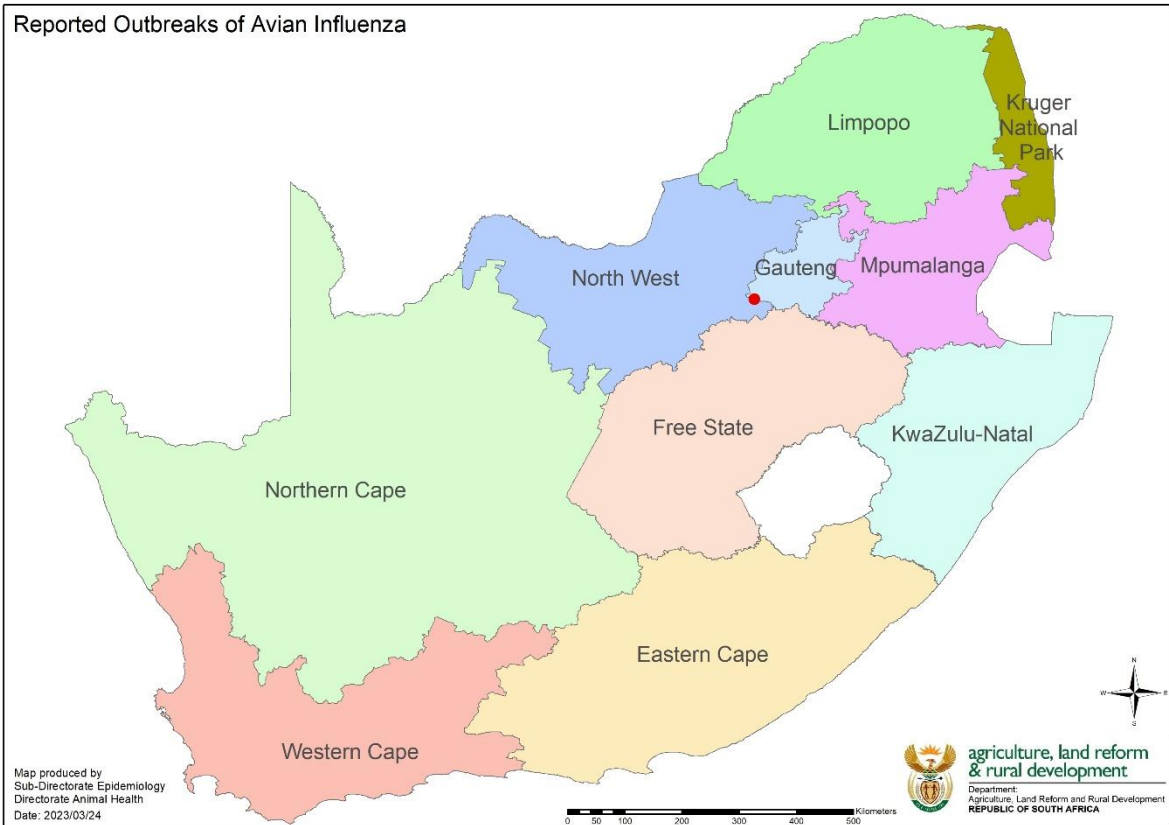 Reported Outbreaks of Avian Influenza
Limpopo
Kruger
National
Park
North West
Gauteng
Mpumalanga
Free State
KwaZulu-Natal
Northern Cape
Eastern Cape
Western Cape
N
W
E
S
Map produced by
Sub-Directorate Epidemiology
Directorate Animal Health
Date: 2023/03/24
Kilometers
0 50 100 200 300 400 500
agriculture, land reform
& rural development
Department:
Agriculture, Land Reform and Rural Development
REPUBLIC OF SOUTH AFRICA